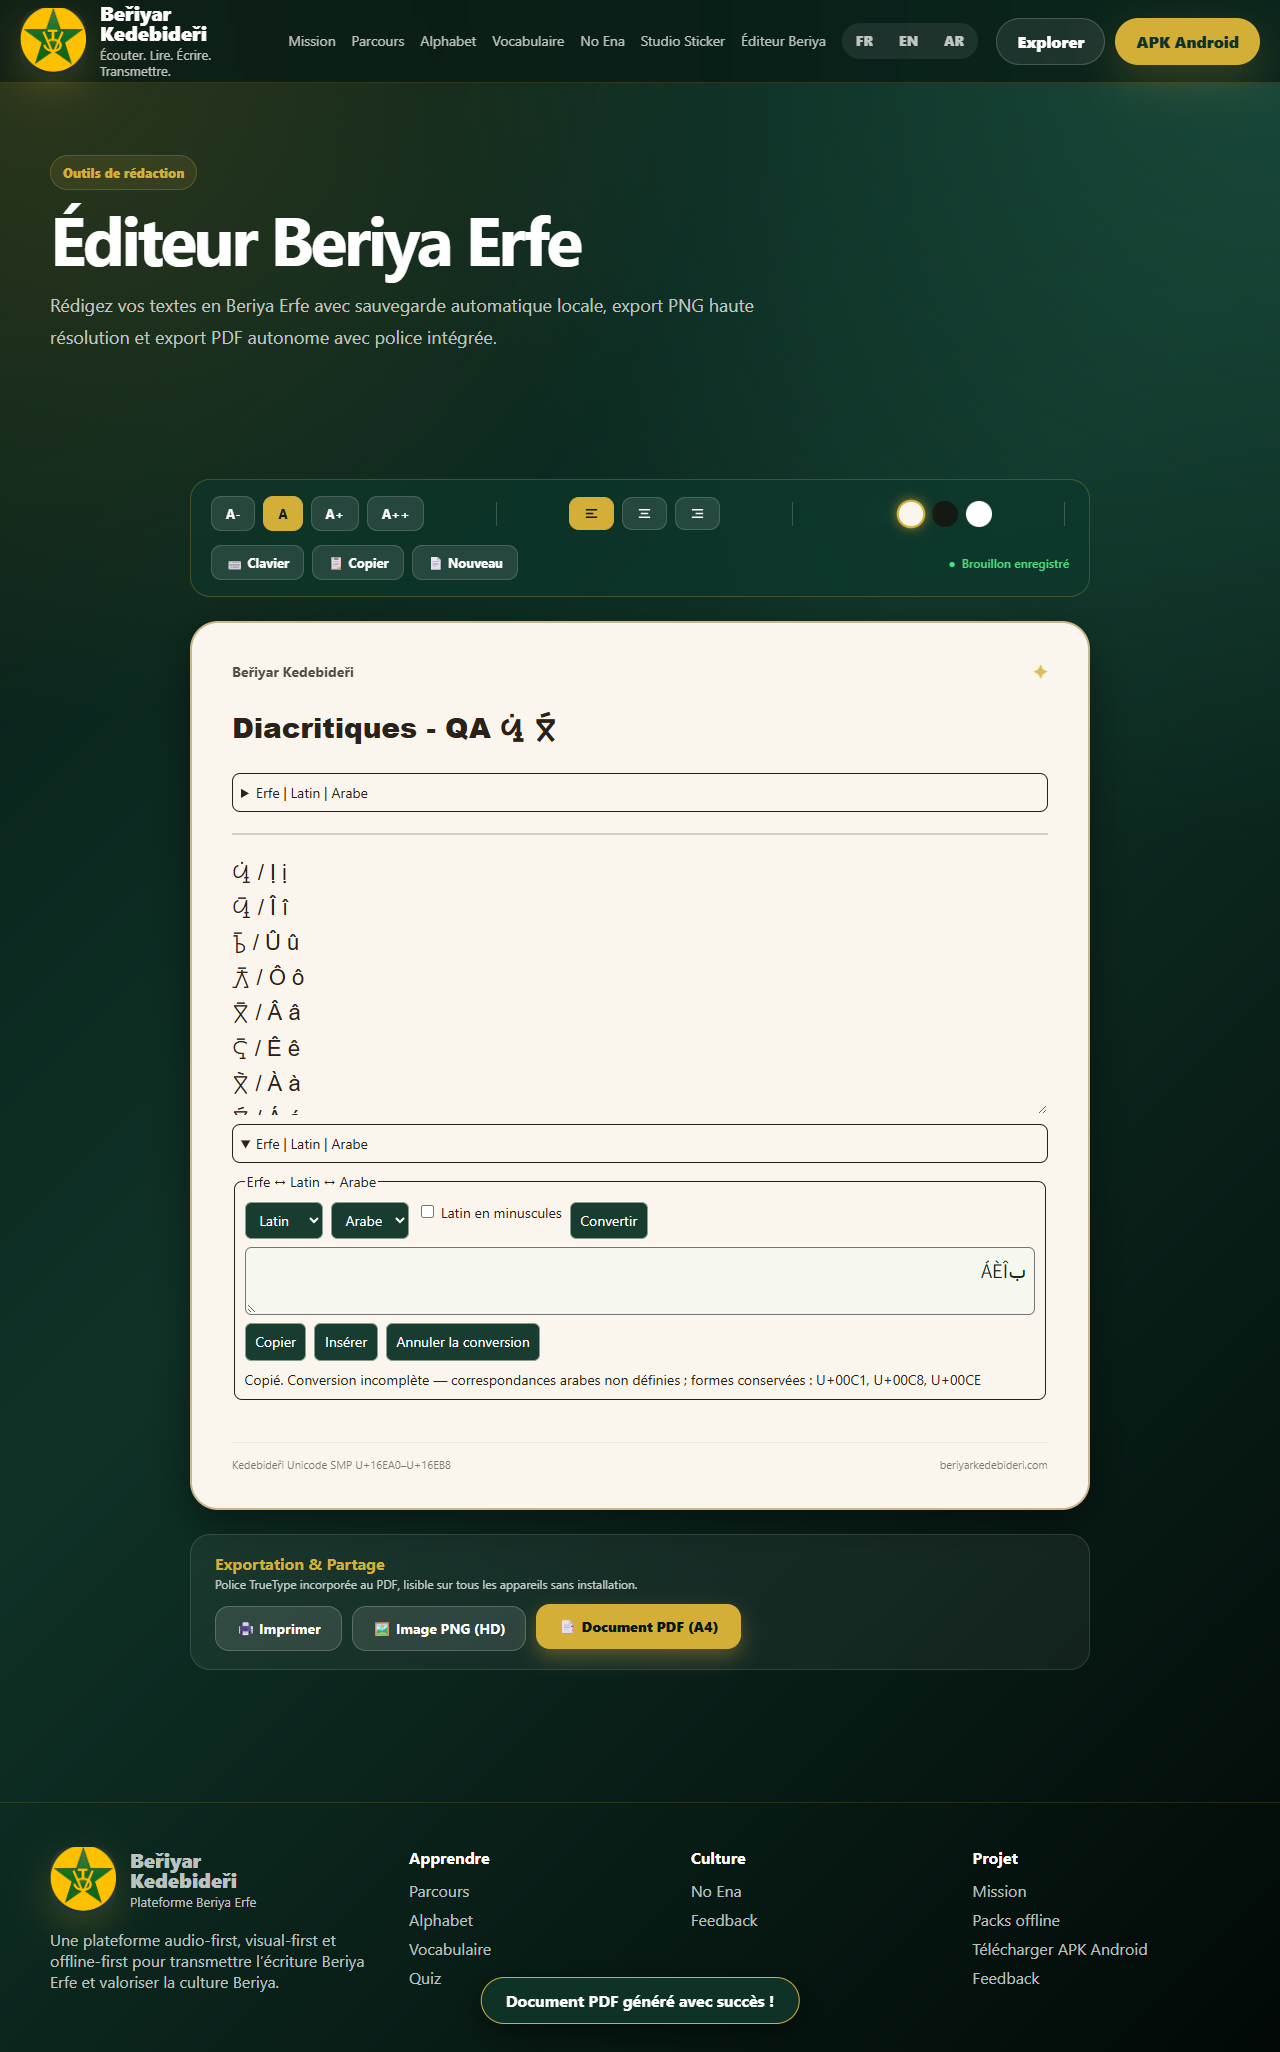 Beřiyar
Kedebideři
Écouter. Lire. Écrire.
Transmettre.
Mission Parcours Alphabet Vocabulaire No Ena Studio Sticker Éditeur Beriya FR EN AR Explorer APK Android
Outils de rédaction
Éditeur Beriya Erfe
Rédigez vos textes en Beriya Erfe avec sauvegarde automatique locale, export PNG haute
résolution et export PDF autonome avec police intégrée.
A- A A+ A++
Clavier Copier Nouveau ● Brouillon enregistré
Beřiyar Kedebideři ✦
Diacritiques - QA
▶ Erfe | Latin | Arabe
/ Ị ị
/ Î î
/ Û û
/ Ô ô
/ Â â
/ Ê ê
/ À à
▼ Erfe | Latin | Arabe
Erfe ↔ Latin ↔ Arabe
Latin Arabe Latin en minuscules Convertir
بÁÈÎ
Copier Insérer Annuler la conversion
Copié. Conversion incomplète — correspondances arabes non définies ; formes conservées : U+00C1, U+00C8, U+00CE
Kedebideři Unicode SMP U+16EA0–U+16EB8 beriyarkedebideri.com
Exportation & Partage
Police TrueType incorporée au PDF, lisible sur tous les appareils sans installation.
Imprimer Image PNG (HD) Document PDF (A4)
Beřiyar
Kedebideři
Plateforme Beriya Erfe
Une plateforme audio-first, visual-first et
offline-first pour transmettre l’écriture Beriya
Erfe et valoriser la culture Beriya.
Apprendre
Parcours
Alphabet
Vocabulaire
Quiz
Culture
No Ena
Feedback
Projet
Mission
Packs offline
Télécharger APK Android
Feedback
Document PDF généré avec succès !